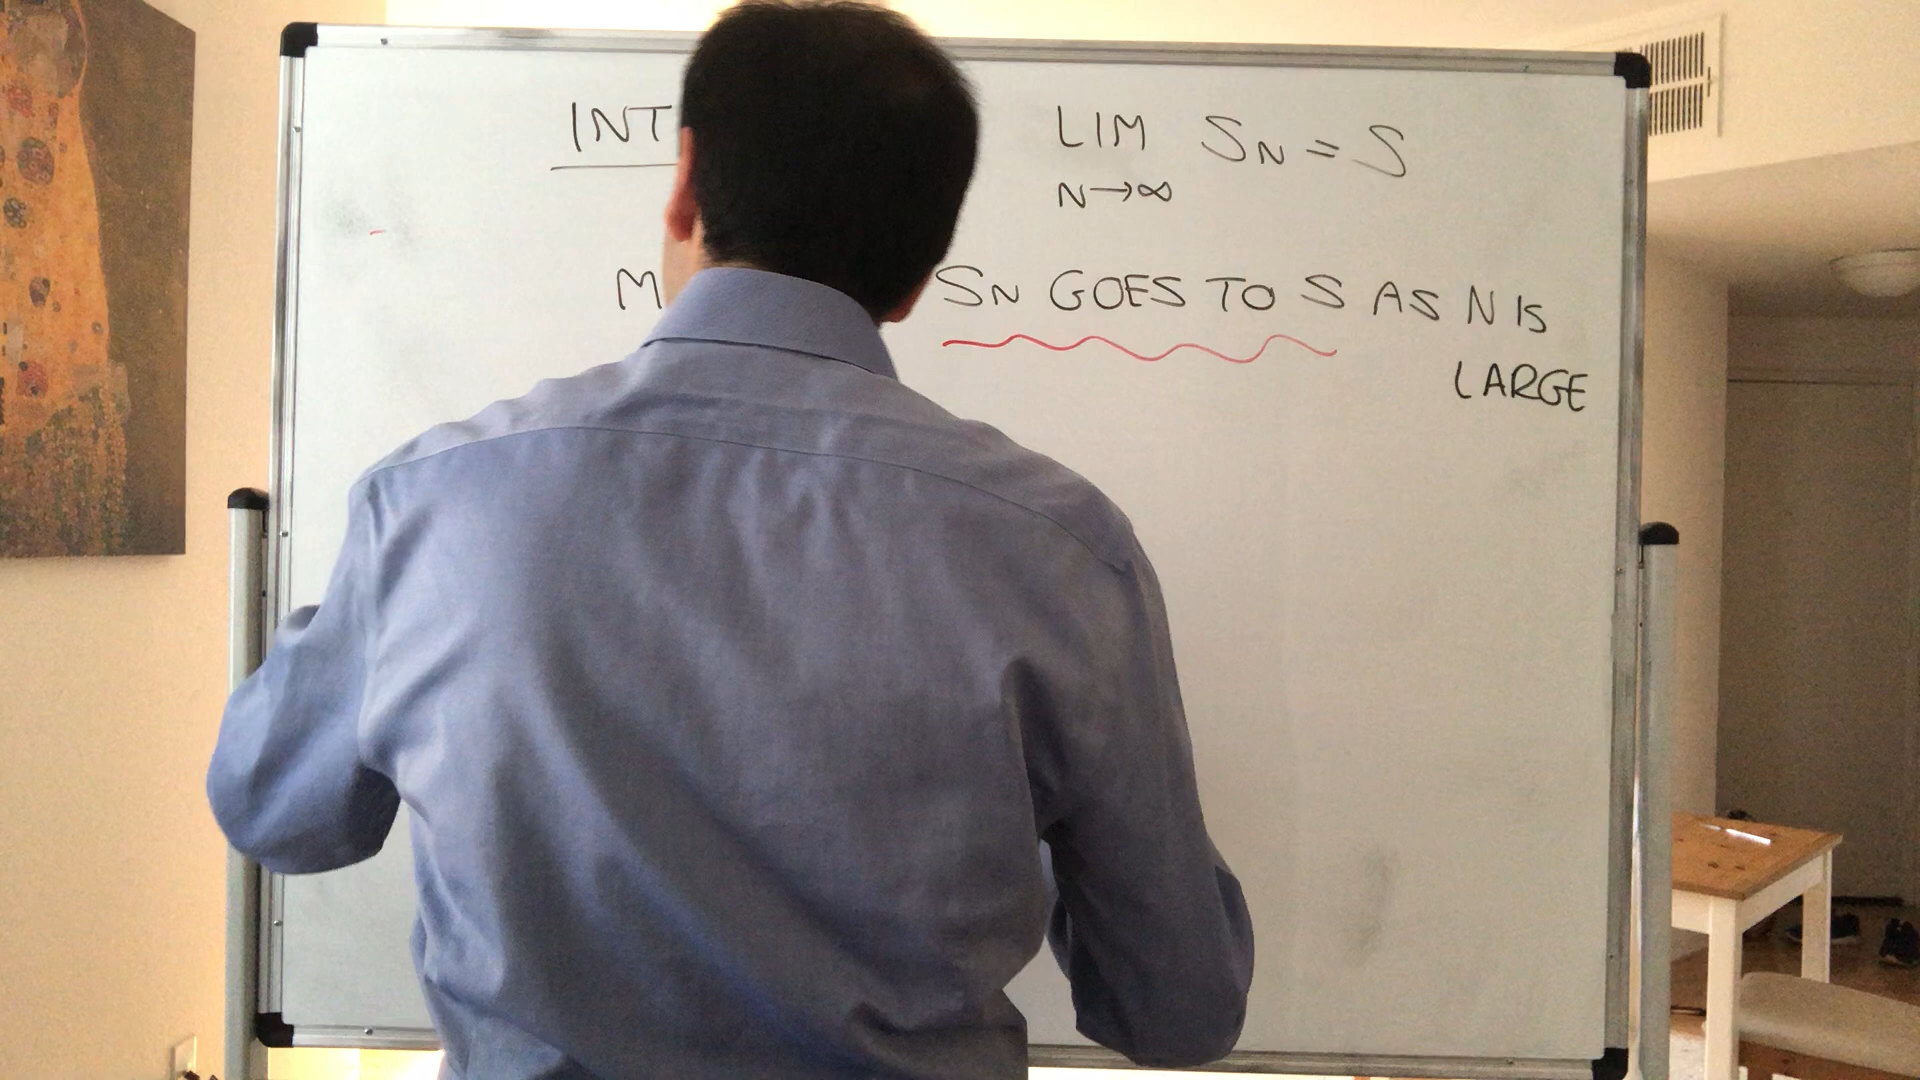 INT LIM SN = S
N→∞
M SN GOES TO S AS N IS
LARGE